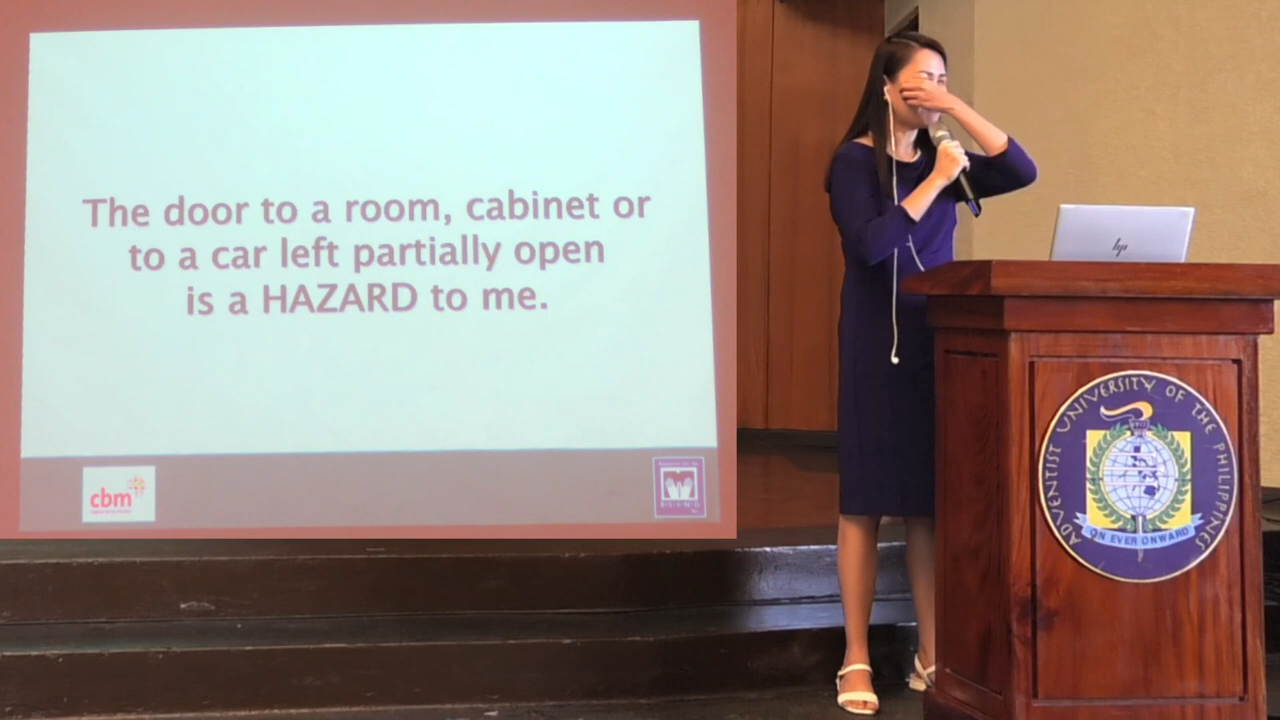 The door to a room, cabinet or
to a car left partially open
is a HAZARD to me.
cbm
BLIND
hp
ADVENTIST UNIVERSITY OF THE PHILIPPINES
ON EVER ONWARD